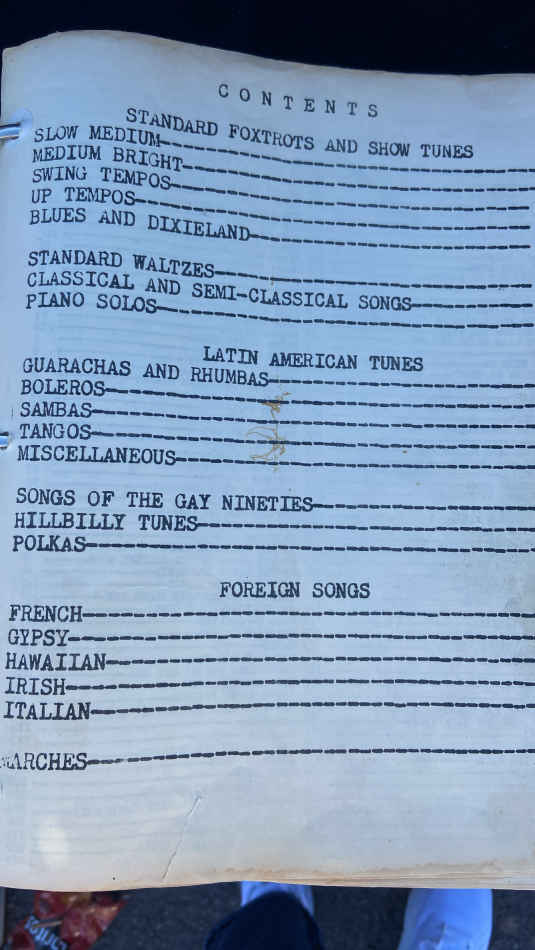 CONTENTS
STANDARD FOXTROTS AND SHOW TUNES
SLOW MEDIUM
MEDIUM BRIGHT
SWING TEMPOS
UP TEMPOS
BLUES AND DIXIELAND
STANDARD WALTZES
CLASSICAL AND SEMI-CLASSICAL SONGS
PIANO SOLOS
LATIN AMERICAN TUNES
GUARACHAS AND RHUMBAS
BOLEROS
SAMBAS
TANGOS
MISCELLANEOUS
SONGS OF THE GAY NINETIES
HILLBILLY TUNES
POLKAS
FOREIGN SONGS
FRENCH
GYPSY
HAWAIIAN
IRISH
ITALIAN
MARCHES